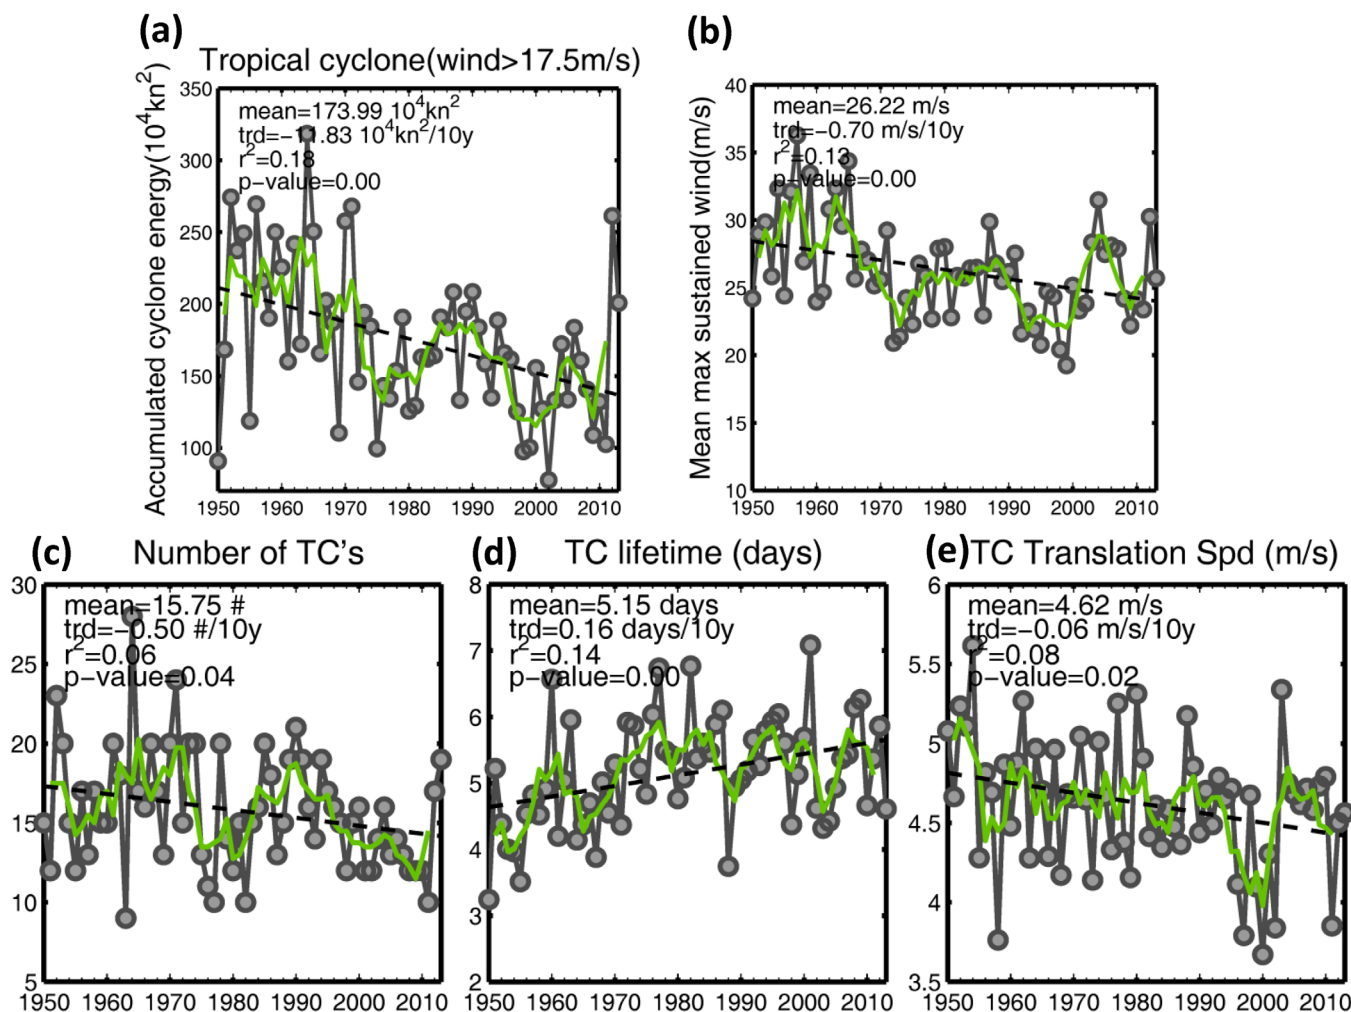 (a)
Tropical cyclone(wind>17.5m/s)
Accumulated cyclone energy(10⁴kn²)
350
300
250
200
150
100
mean=173.99 10⁴kn²
trd=−11.83 10⁴kn²/10y
r²=0.18
p−value=0.00
1950 1960 1970 1980 1990 2000 2010
(b)
Mean max sustained wind(m/s)
40
35
30
25
20
15
10
mean=26.22 m/s
trd=−0.70 m/s/10y
r²=0.13
p−value=0.00
1950 1960 1970 1980 1990 2000 2010
(c)
Number of TC's
30
25
20
15
10
5
mean=15.75 #
trd=−0.50 #/10y
r²=0.06
p−value=0.04
1950 1960 1970 1980 1990 2000 2010
(d)
TC lifetime (days)
8
7
6
5
4
3
2
mean=5.15 days
trd=0.16 days/10y
r²=0.14
p−value=0.00
1950 1960 1970 1980 1990 2000 2010
(e)
TC Translation Spd (m/s)
6
5.5
5
4.5
4
3.5
mean=4.62 m/s
trd=−0.06 m/s/10y
r²=0.08
p−value=0.02
1950 1960 1970 1980 1990 2000 2010